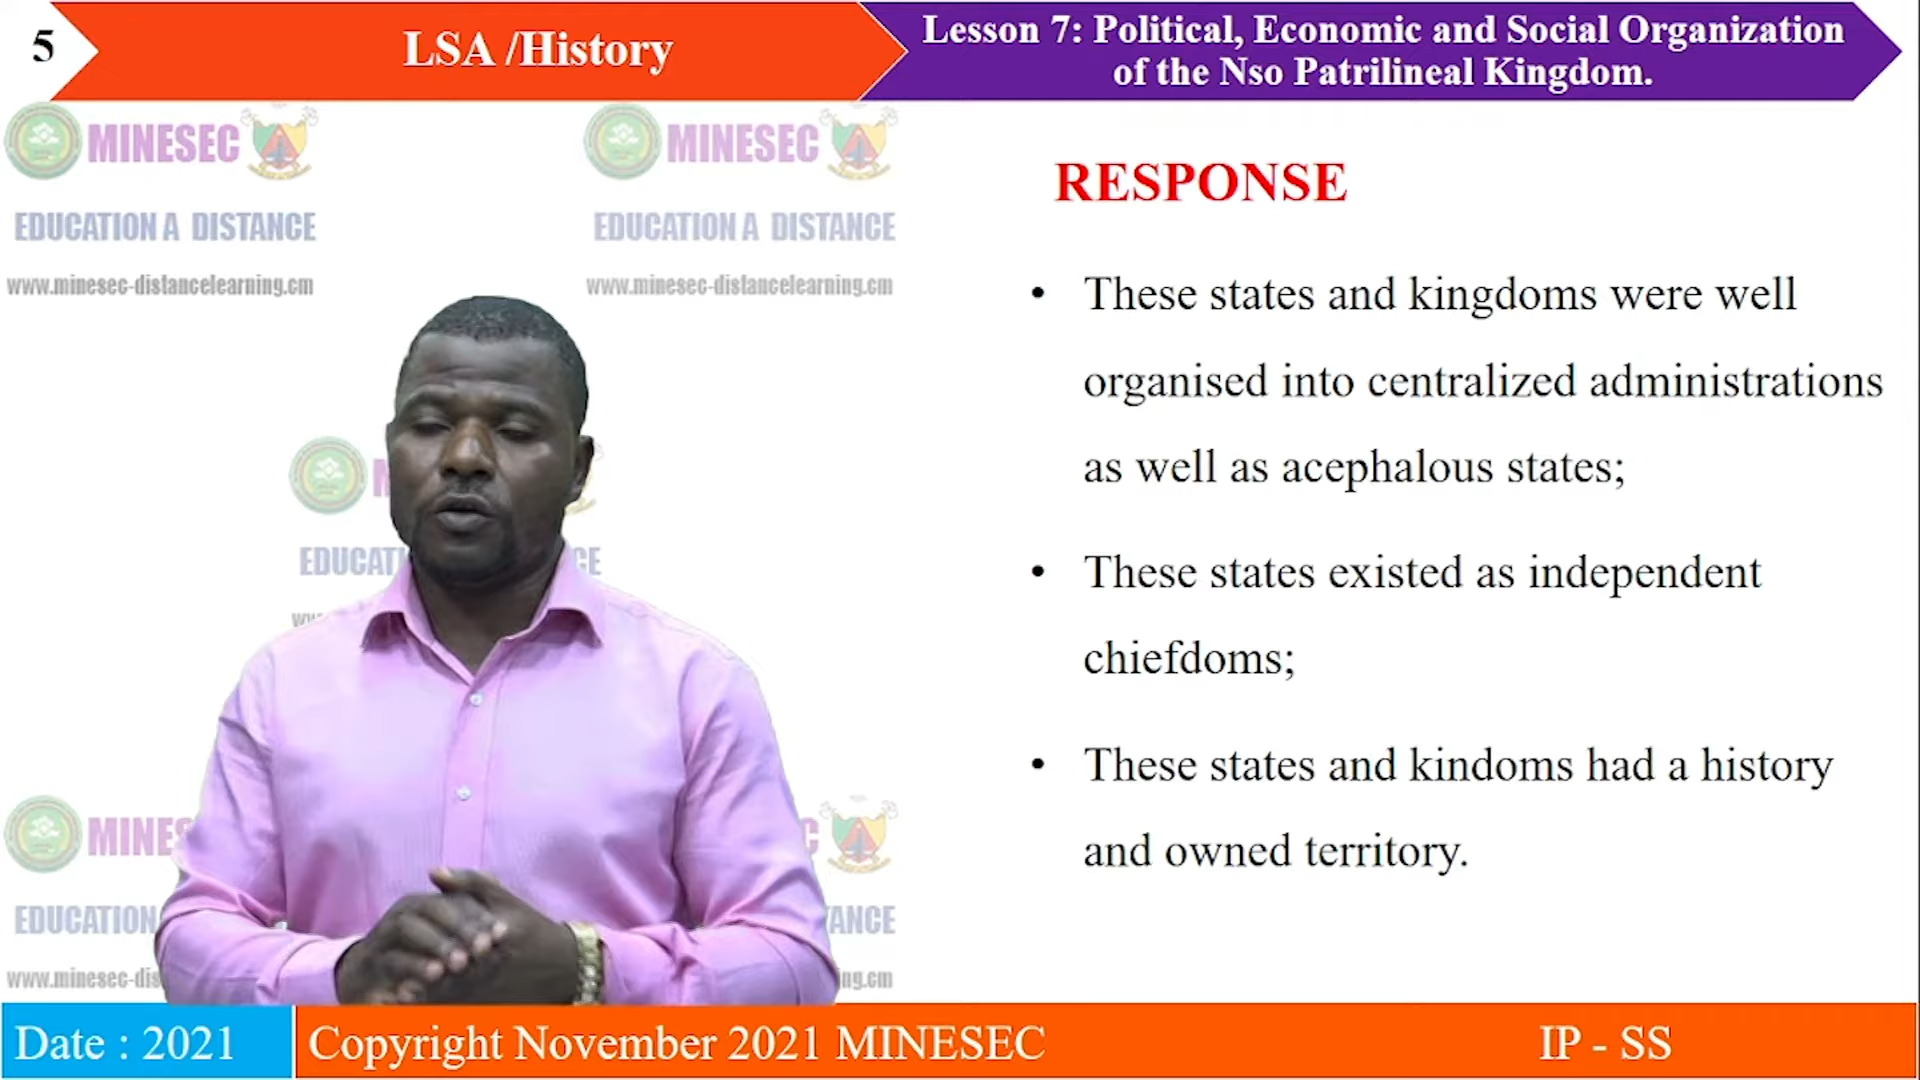 5
LSA /History
Lesson 7: Political, Economic and Social Organization
of the Nso Patrilineal Kingdom.
MINESEC
EDUCATION A DISTANCE
www.minesec-distancelearning.cm
MINESEC
EDUCATION A DISTANCE
www.minesec-distancelearning.cm
RESPONSE
• These states and kingdoms were well
organised into centralized administrations
as well as acephalous states;
• These states existed as independent
chiefdoms;
• These states and kindoms had a history
and owned territory.
Date : 2021
Copyright November 2021 MINESEC
IP - SS